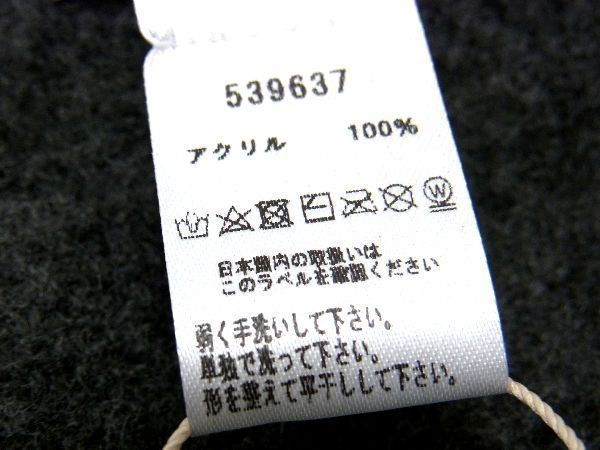 539637
アクリル 100%
W
日本国内の取扱いは
このラベルを確認ください
弱く手洗いして下さい。
単独で洗って下さい。
形を整えて平干しして下さい。